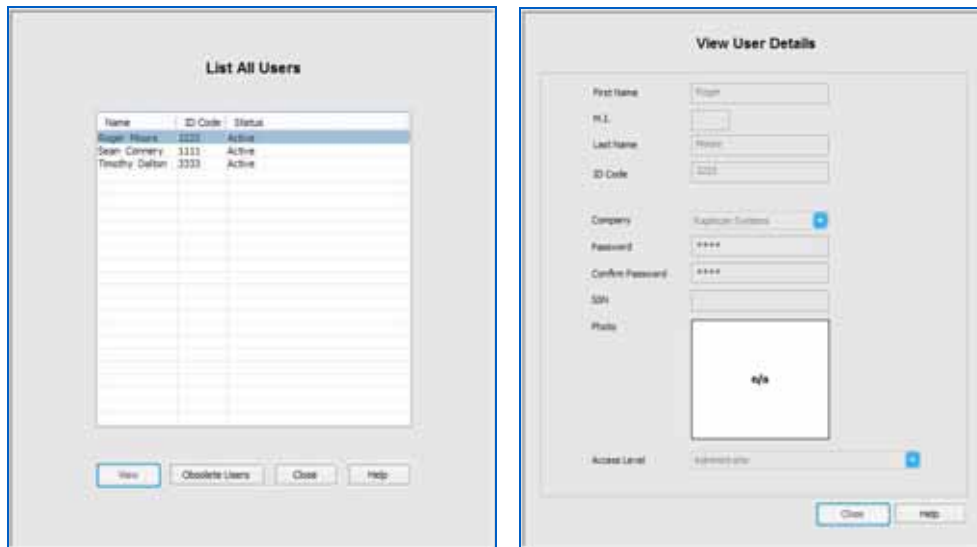 List All Users
Name ID Code Status
Roger Moore 2222 Active
Sean Connery 1111 Active
Timothy Dalton 3333 Active
View Obsolete Users Close Help
View User Details
First Name Roger
M.I.
Last Name Moore
ID Code
Company Systems
Password ****
Confirm Password ****
SSN
Photo
n/a
Access Level Administrator
Close Help